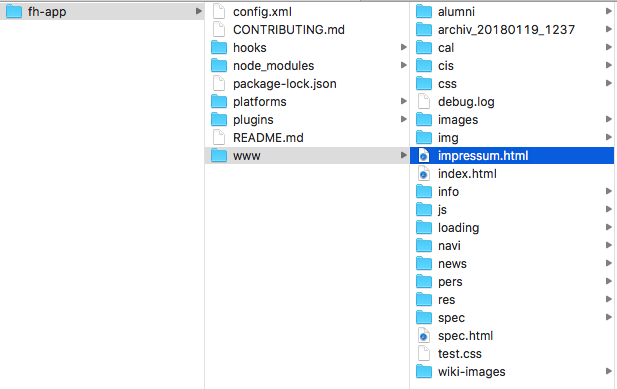 fh-app
config.xml
CONTRIBUTING.md
hooks
node_modules
package-lock.json
platforms
plugins
README.md
www
alumni
archiv_20180119_1237
cal
cis
css
debug.log
images
img
impressum.html
index.html
info
js
loading
navi
news
pers
res
spec
spec.html
test.css
wiki-images